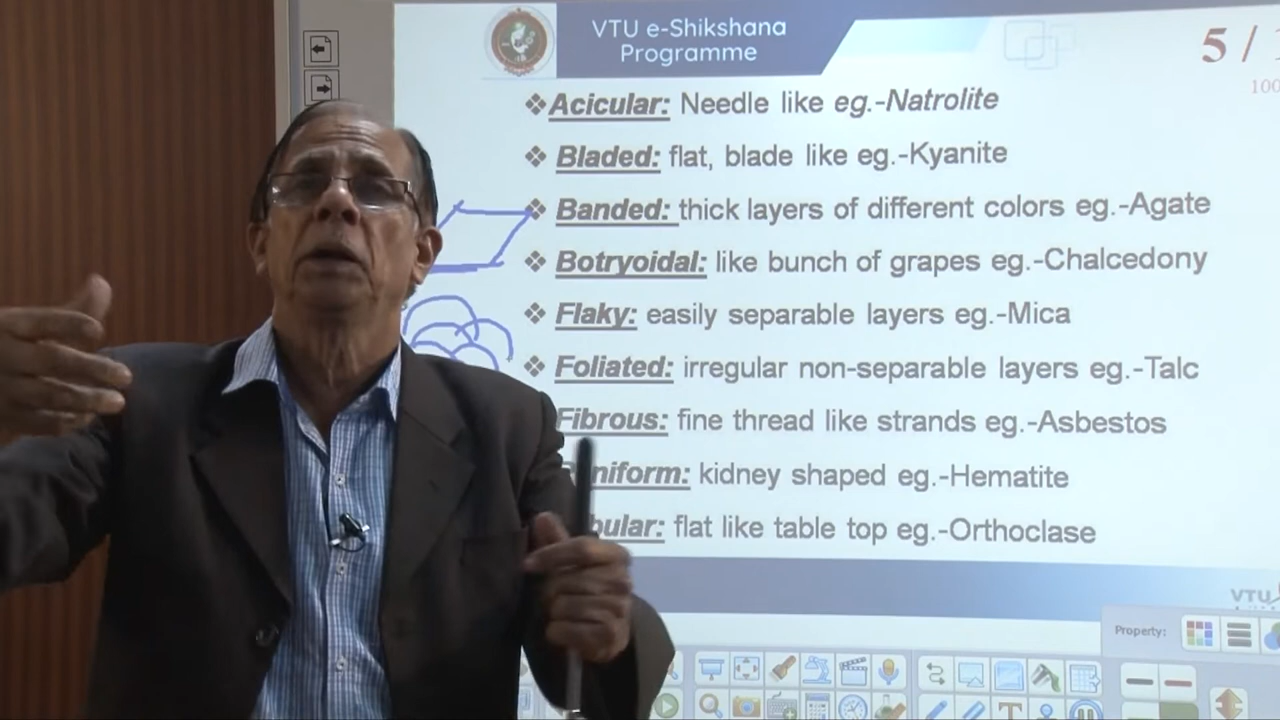 VTU e-Shikshana
Programme
5 /
100
❖Acicular: Needle like eg.-Natrolite
❖ Bladed: flat, blade like eg.-Kyanite
❖ Banded: thick layers of different colors eg.-Agate
❖ Botryoidal: like bunch of grapes eg.-Chalcedony
❖ Flaky: easily separable layers eg.-Mica
❖ Foliated: irregular non-separable layers eg.-Talc
Fibrous: fine thread like strands eg.-Asbestos
niform: kidney shaped eg.-Hematite
bular: flat like table top eg.-Orthoclase
VTU
Property: